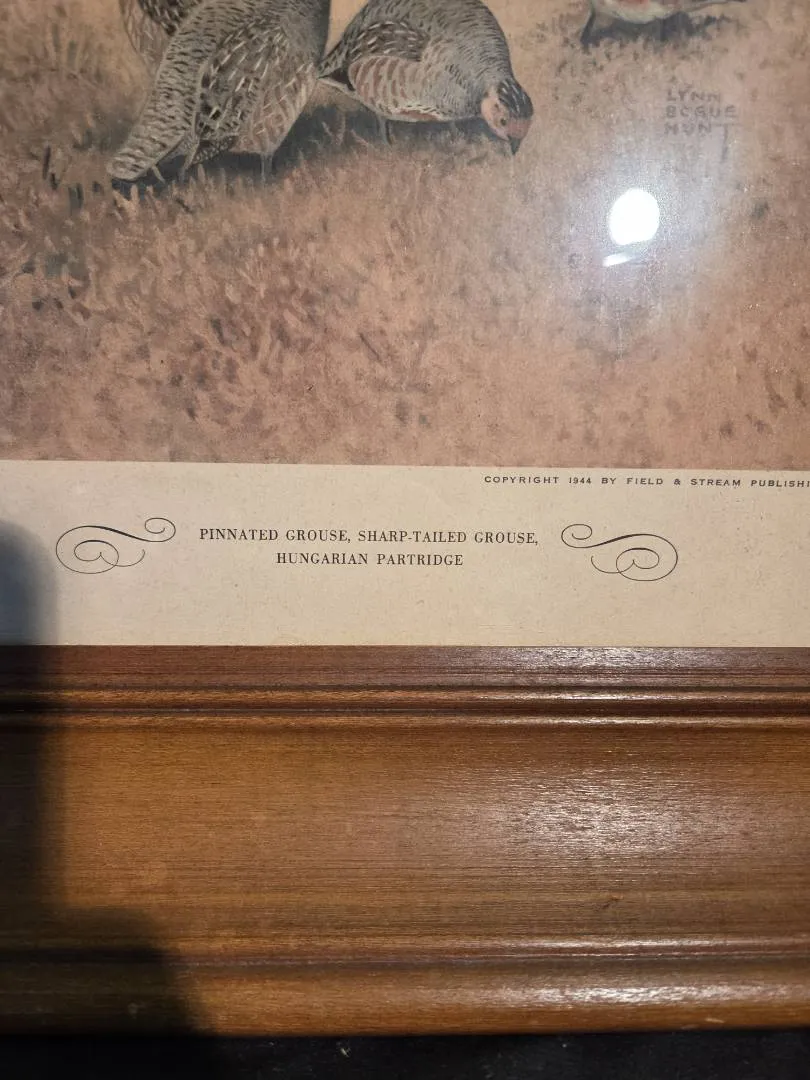 LYNN
BOGUE
HUNT
COPYRIGHT 1944 BY FIELD & STREAM
PINNATED GROUSE, SHARP-TAILED GROUSE,
HUNGARIAN PARTRIDGE